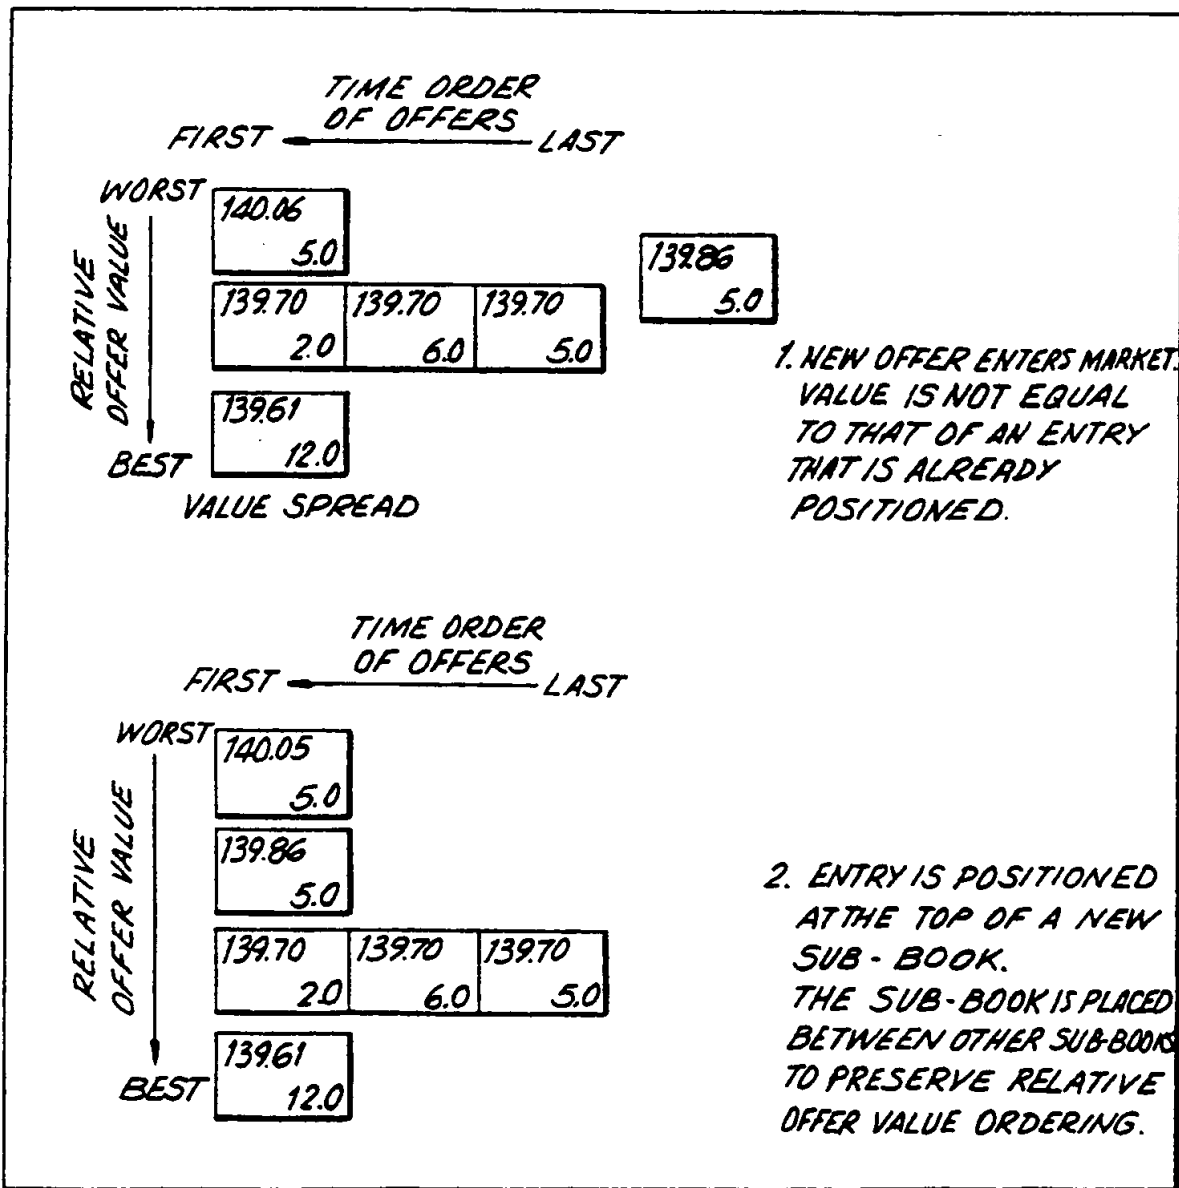 TIME ORDER
OF OFFERS
FIRST LAST
WORST
RELATIVE
OFFER VALUE
140.06
5.0
139.70 139.70 139.70
2.0 6.0 5.0
139.61
12.0
BEST
VALUE SPREAD
139.86
5.0
1. NEW OFFER ENTERS MARKET.
VALUE IS NOT EQUAL
TO THAT OF AN ENTRY
THAT IS ALREADY
POSITIONED.
TIME ORDER
OF OFFERS
FIRST LAST
WORST
RELATIVE
OFFER VALUE
140.05
5.0
139.86
5.0
139.70 139.70 139.70
2.0 6.0 5.0
139.61
12.0
BEST
2. ENTRY IS POSITIONED
AT THE TOP OF A NEW
SUB-BOOK.
THE SUB-BOOK IS PLACED
BETWEEN OTHER SUB-BOOKS
TO PRESERVE RELATIVE
OFFER VALUE ORDERING.